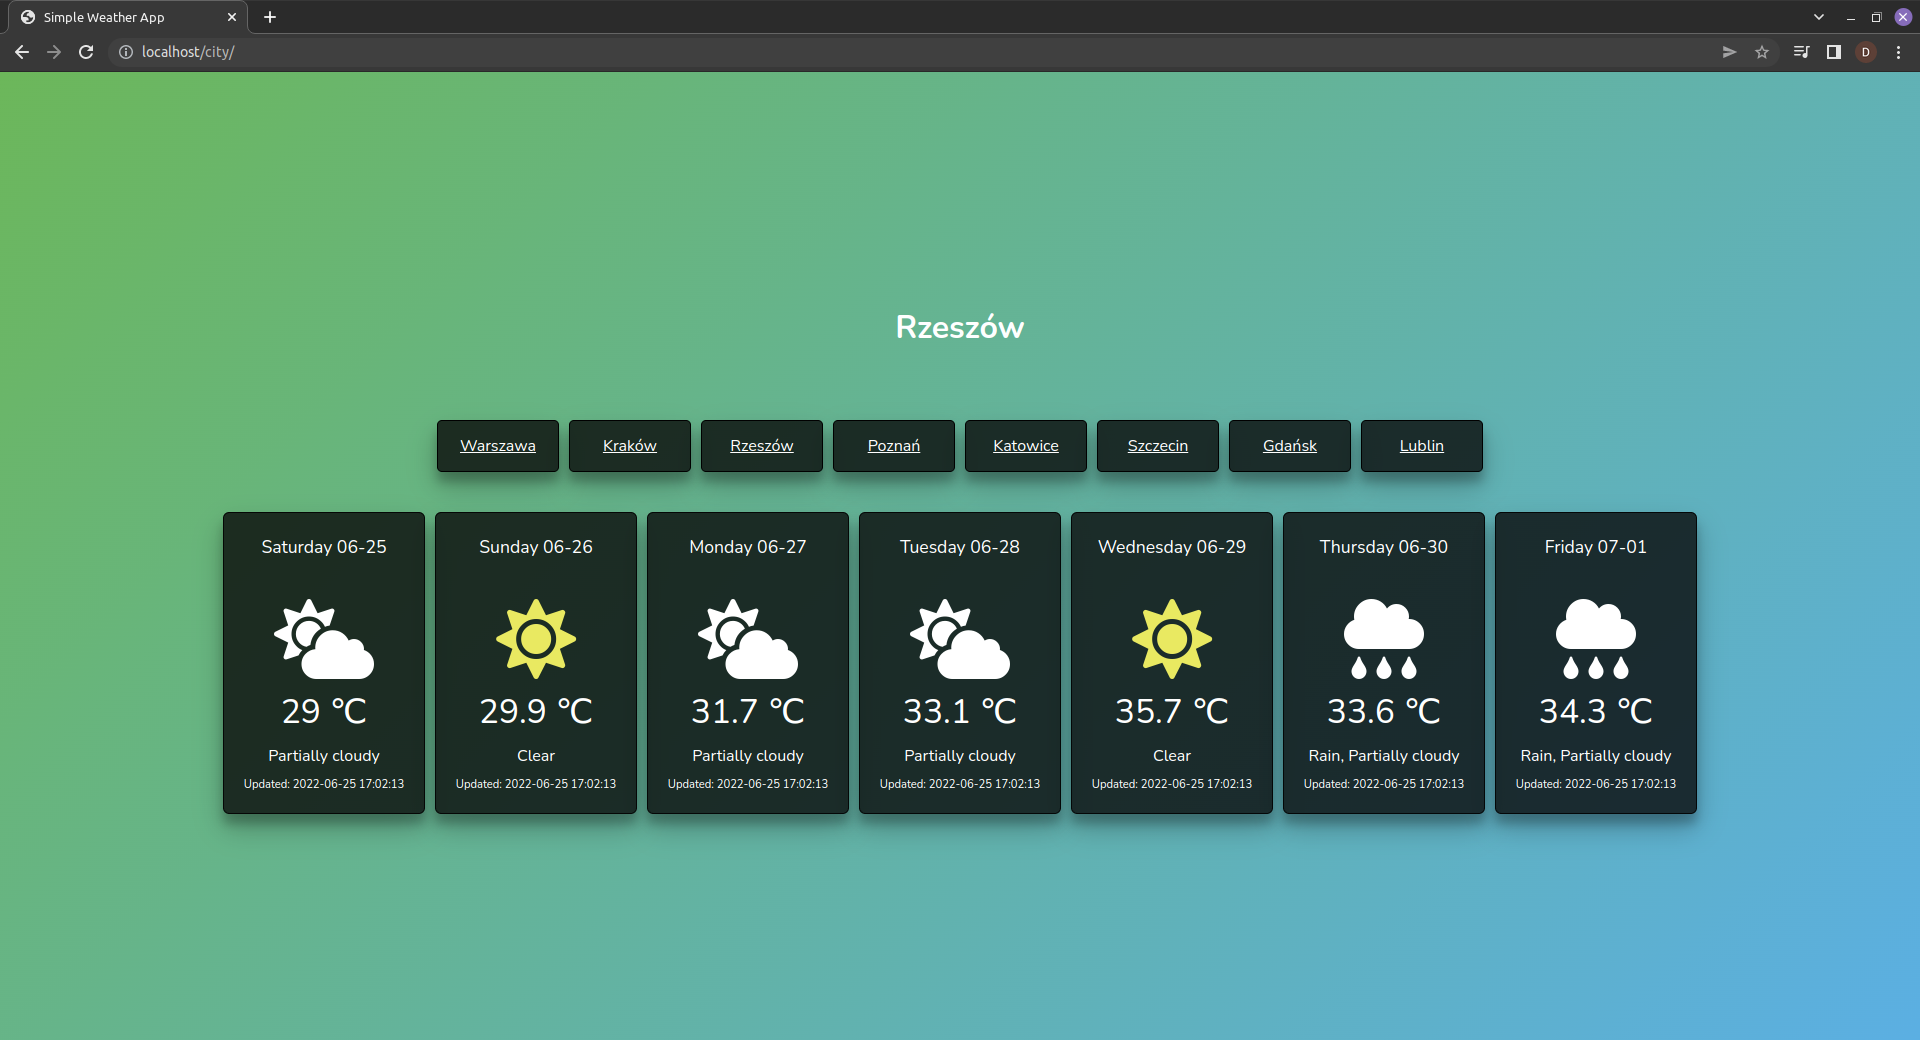 Simple Weather App
localhost/city/
D
Rzeszów
Warszawa Kraków Rzeszów Poznań Katowice Szczecin Gdańsk Lublin
Saturday 06-25 Sunday 06-26 Monday 06-27 Tuesday 06-28 Wednesday 06-29 Thursday 06-30 Friday 07-01
29 °C 29.9 °C 31.7 °C 33.1 °C 35.7 °C 33.6 °C 34.3 °C
Partially cloudy Clear Partially cloudy Partially cloudy Clear Rain, Partially cloudy Rain, Partially cloudy
Updated: 2022-06-25 17:02:13 Updated: 2022-06-25 17:02:13 Updated: 2022-06-25 17:02:13 Updated: 2022-06-25 17:02:13 Updated: 2022-06-25 17:02:13 Updated: 2022-06-25 17:02:13 Updated: 2022-06-25 17:02:13